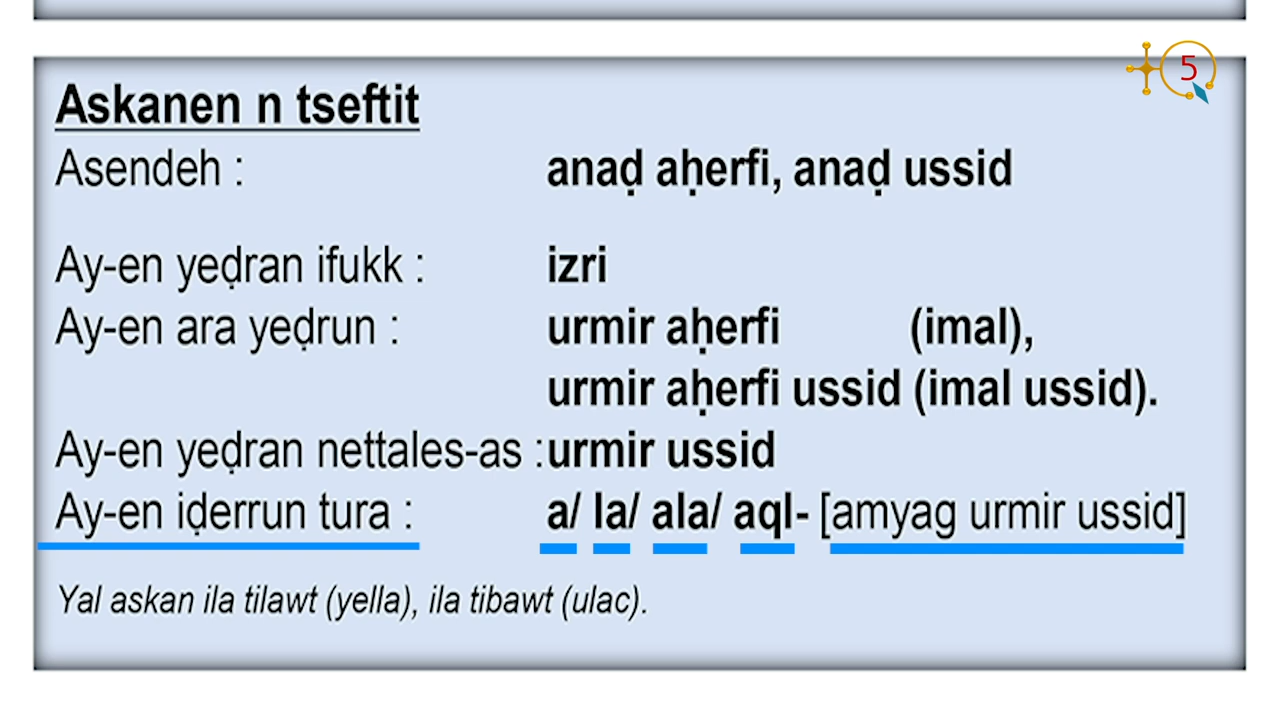 5
Askanen n tseftit
Asendeh : anaḍ aḥerfi, anaḍ ussid
Ay-en yeḍran ifukk : izri
Ay-en ara yeḍrun : urmir aḥerfi (imal),
urmir aḥerfi ussid (imal ussid).
Ay-en yeḍran nettales-as : urmir ussid
Ay-en iḍerrun tura : a/ la/ ala/ aql- [amyag urmir ussid]
Yal askan ila tilawt (yella), ila tibawt (ulac).